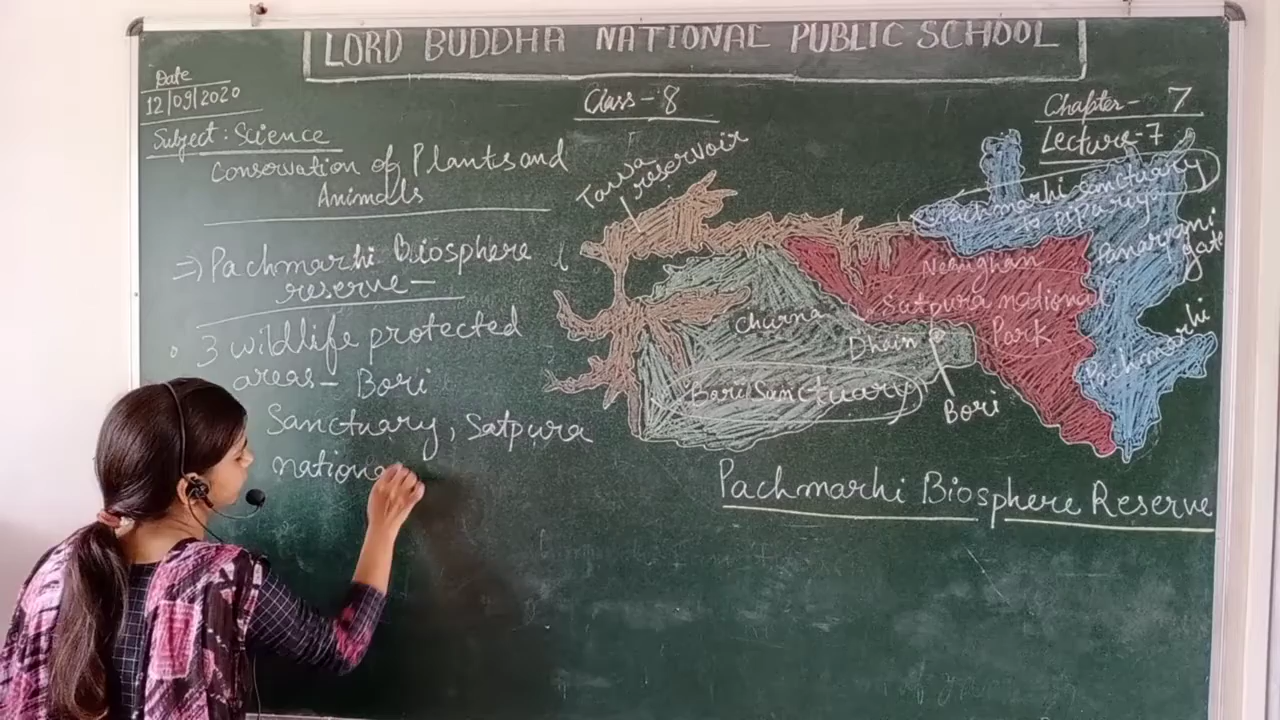 LORD BUDDHA NATIONAL PUBLIC SCHOOL
Date
12/09/2020
Class - 8
Chapter - 7
Lecture - 7
Subject : Science
Conservation of Plants and
Animals
=> Pachmarhi Biosphere
reserve -
3 wildlife protected
areas - Bori
Sanctuary, Satpura
nationa
Tawa
reservoir
Pachmarhi sanctuary
to pipariya
gate
Neemghan
Satpura national
Park
Churna
Dhain
Bori Sanctuary
Bori
Pachmarhi
Pachmarhi Biosphere Reserve